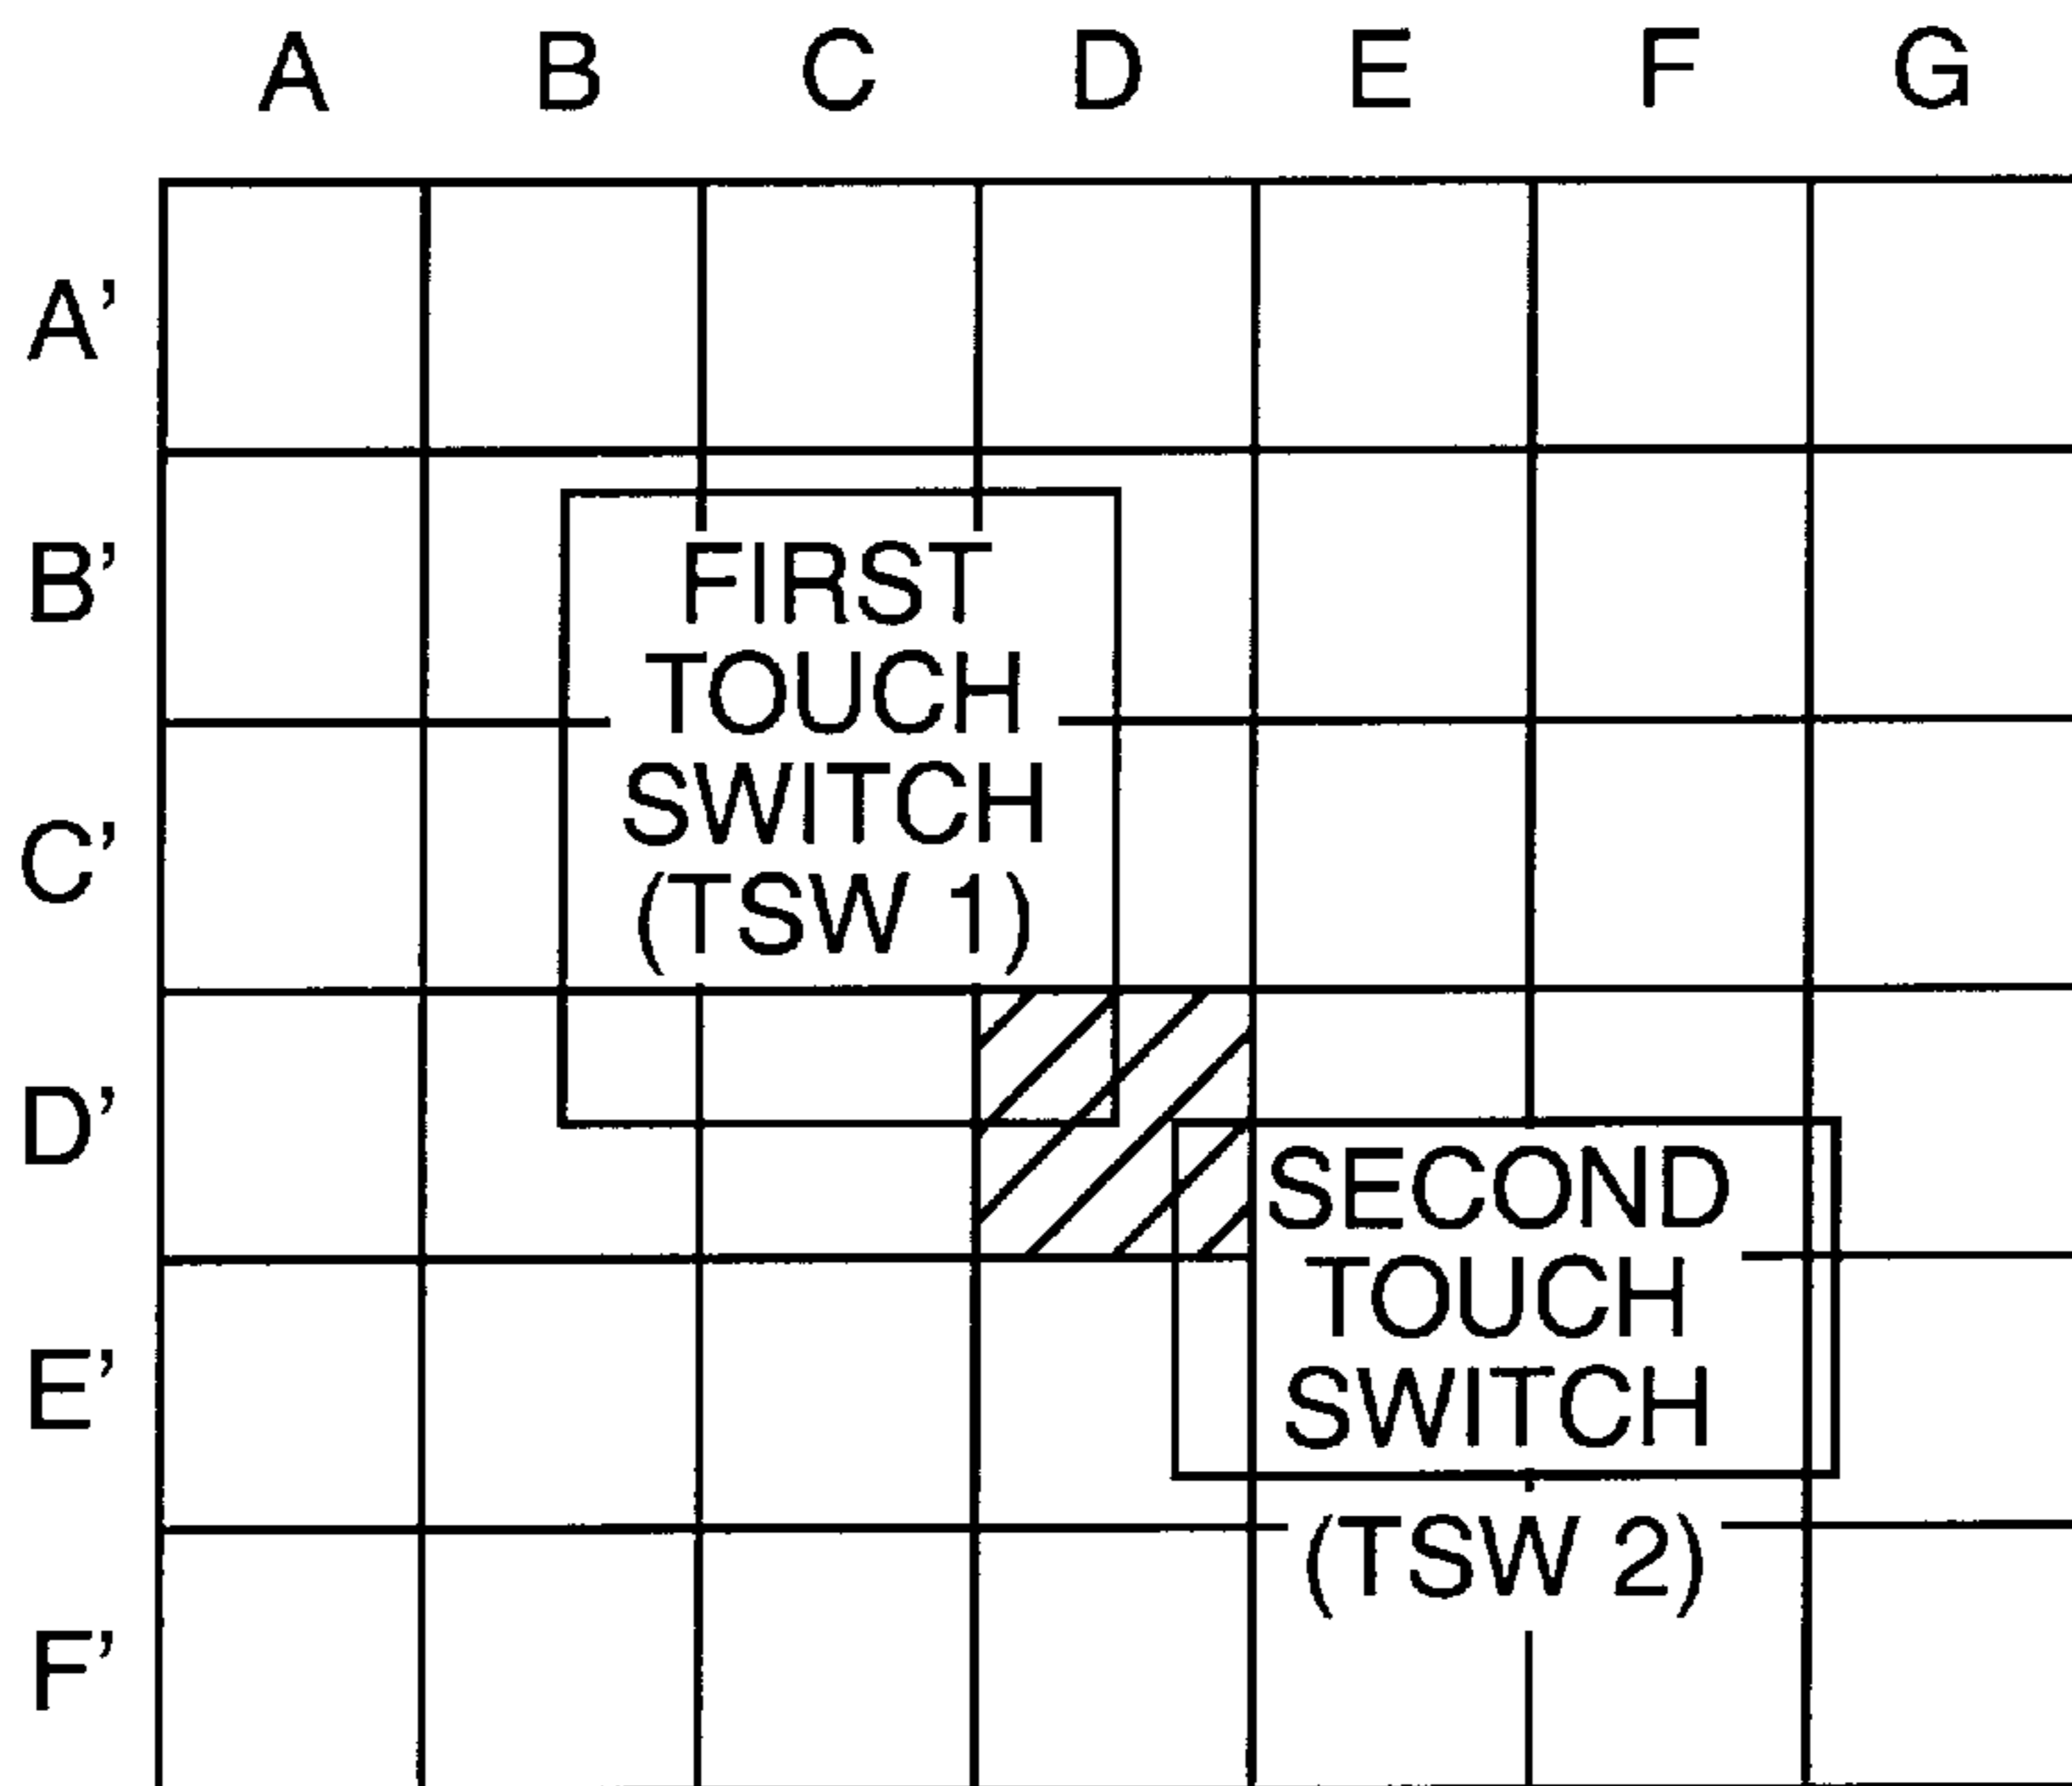 A B C D E F G
A'
B'
FIRST
TOUCH
SWITCH
(TSW 1)
C'
D'
SECOND
TOUCH
SWITCH
(TSW 2)
E'
F'